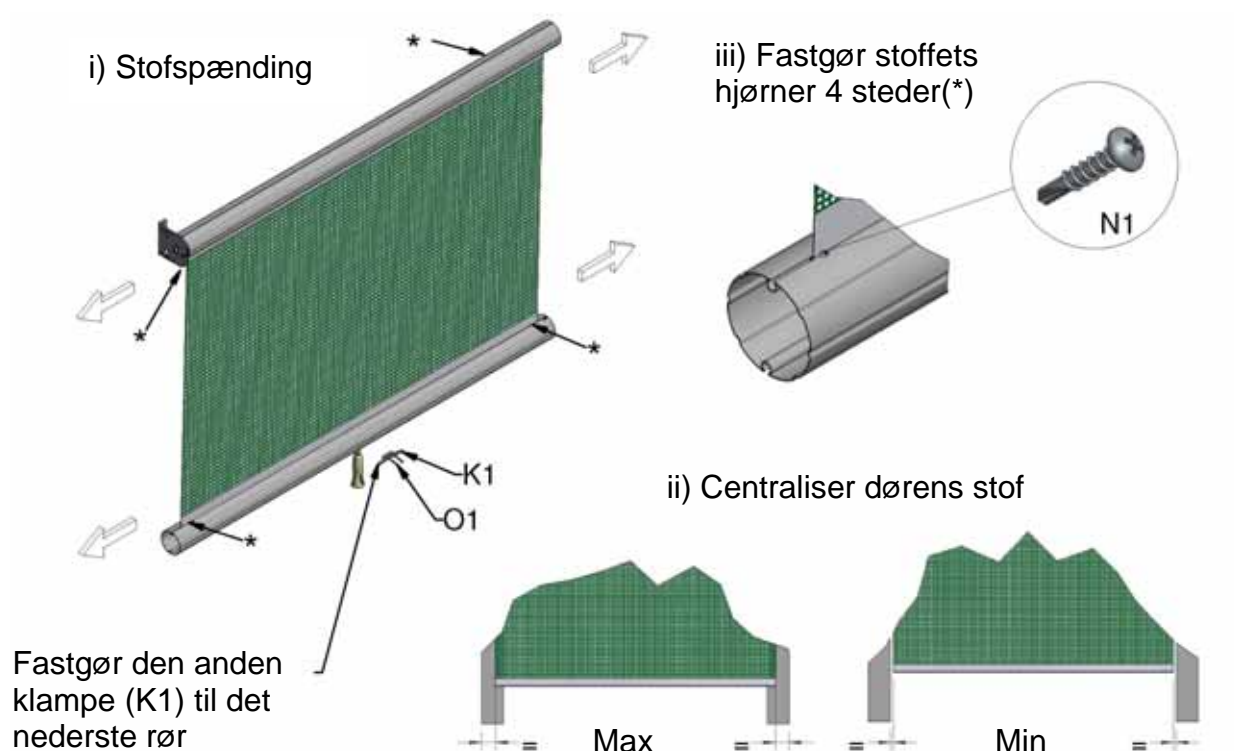 i) Stofspænding
*
*
*
*
iii) Fastgør stoffets
hjørner 4 steder(*)
N1
K1
O1
Fastgør den anden
klampe (K1) til det
nederste rør
ii) Centraliser dørens stof
= Max =
= Min =